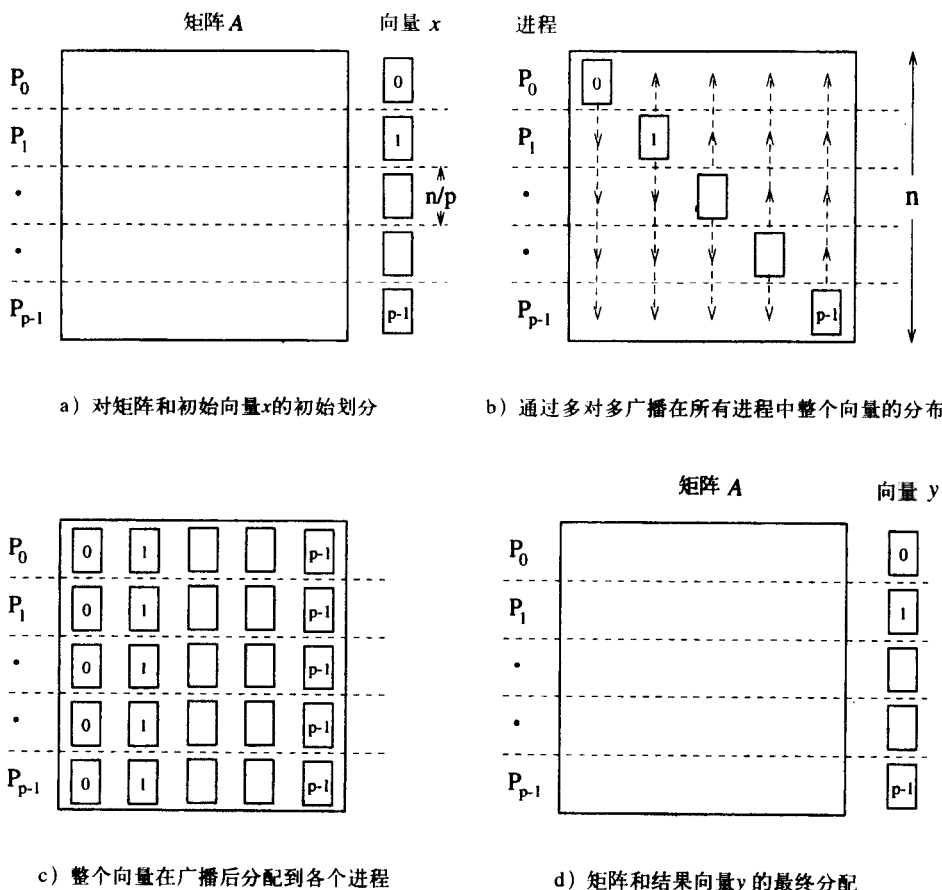 矩阵 A 向量 x
P0 0
P1 1
· n/p
·
Pp-1 p-1
a）对矩阵和初始向量x的初始划分
进程
P0 0
P1 1
· n
·
Pp-1 p-1
b）通过多对多广播在所有进程中整个向量的分布
P0 0 1 p-1
P1 0 1 p-1
· 0 1 p-1
· 0 1 p-1
Pp-1 0 1 p-1
c）整个向量在广播后分配到各个进程
矩阵 A 向量 y
P0 0
P1 1
·
·
Pp-1 p-1
d）矩阵和结果向量y 的最终分配